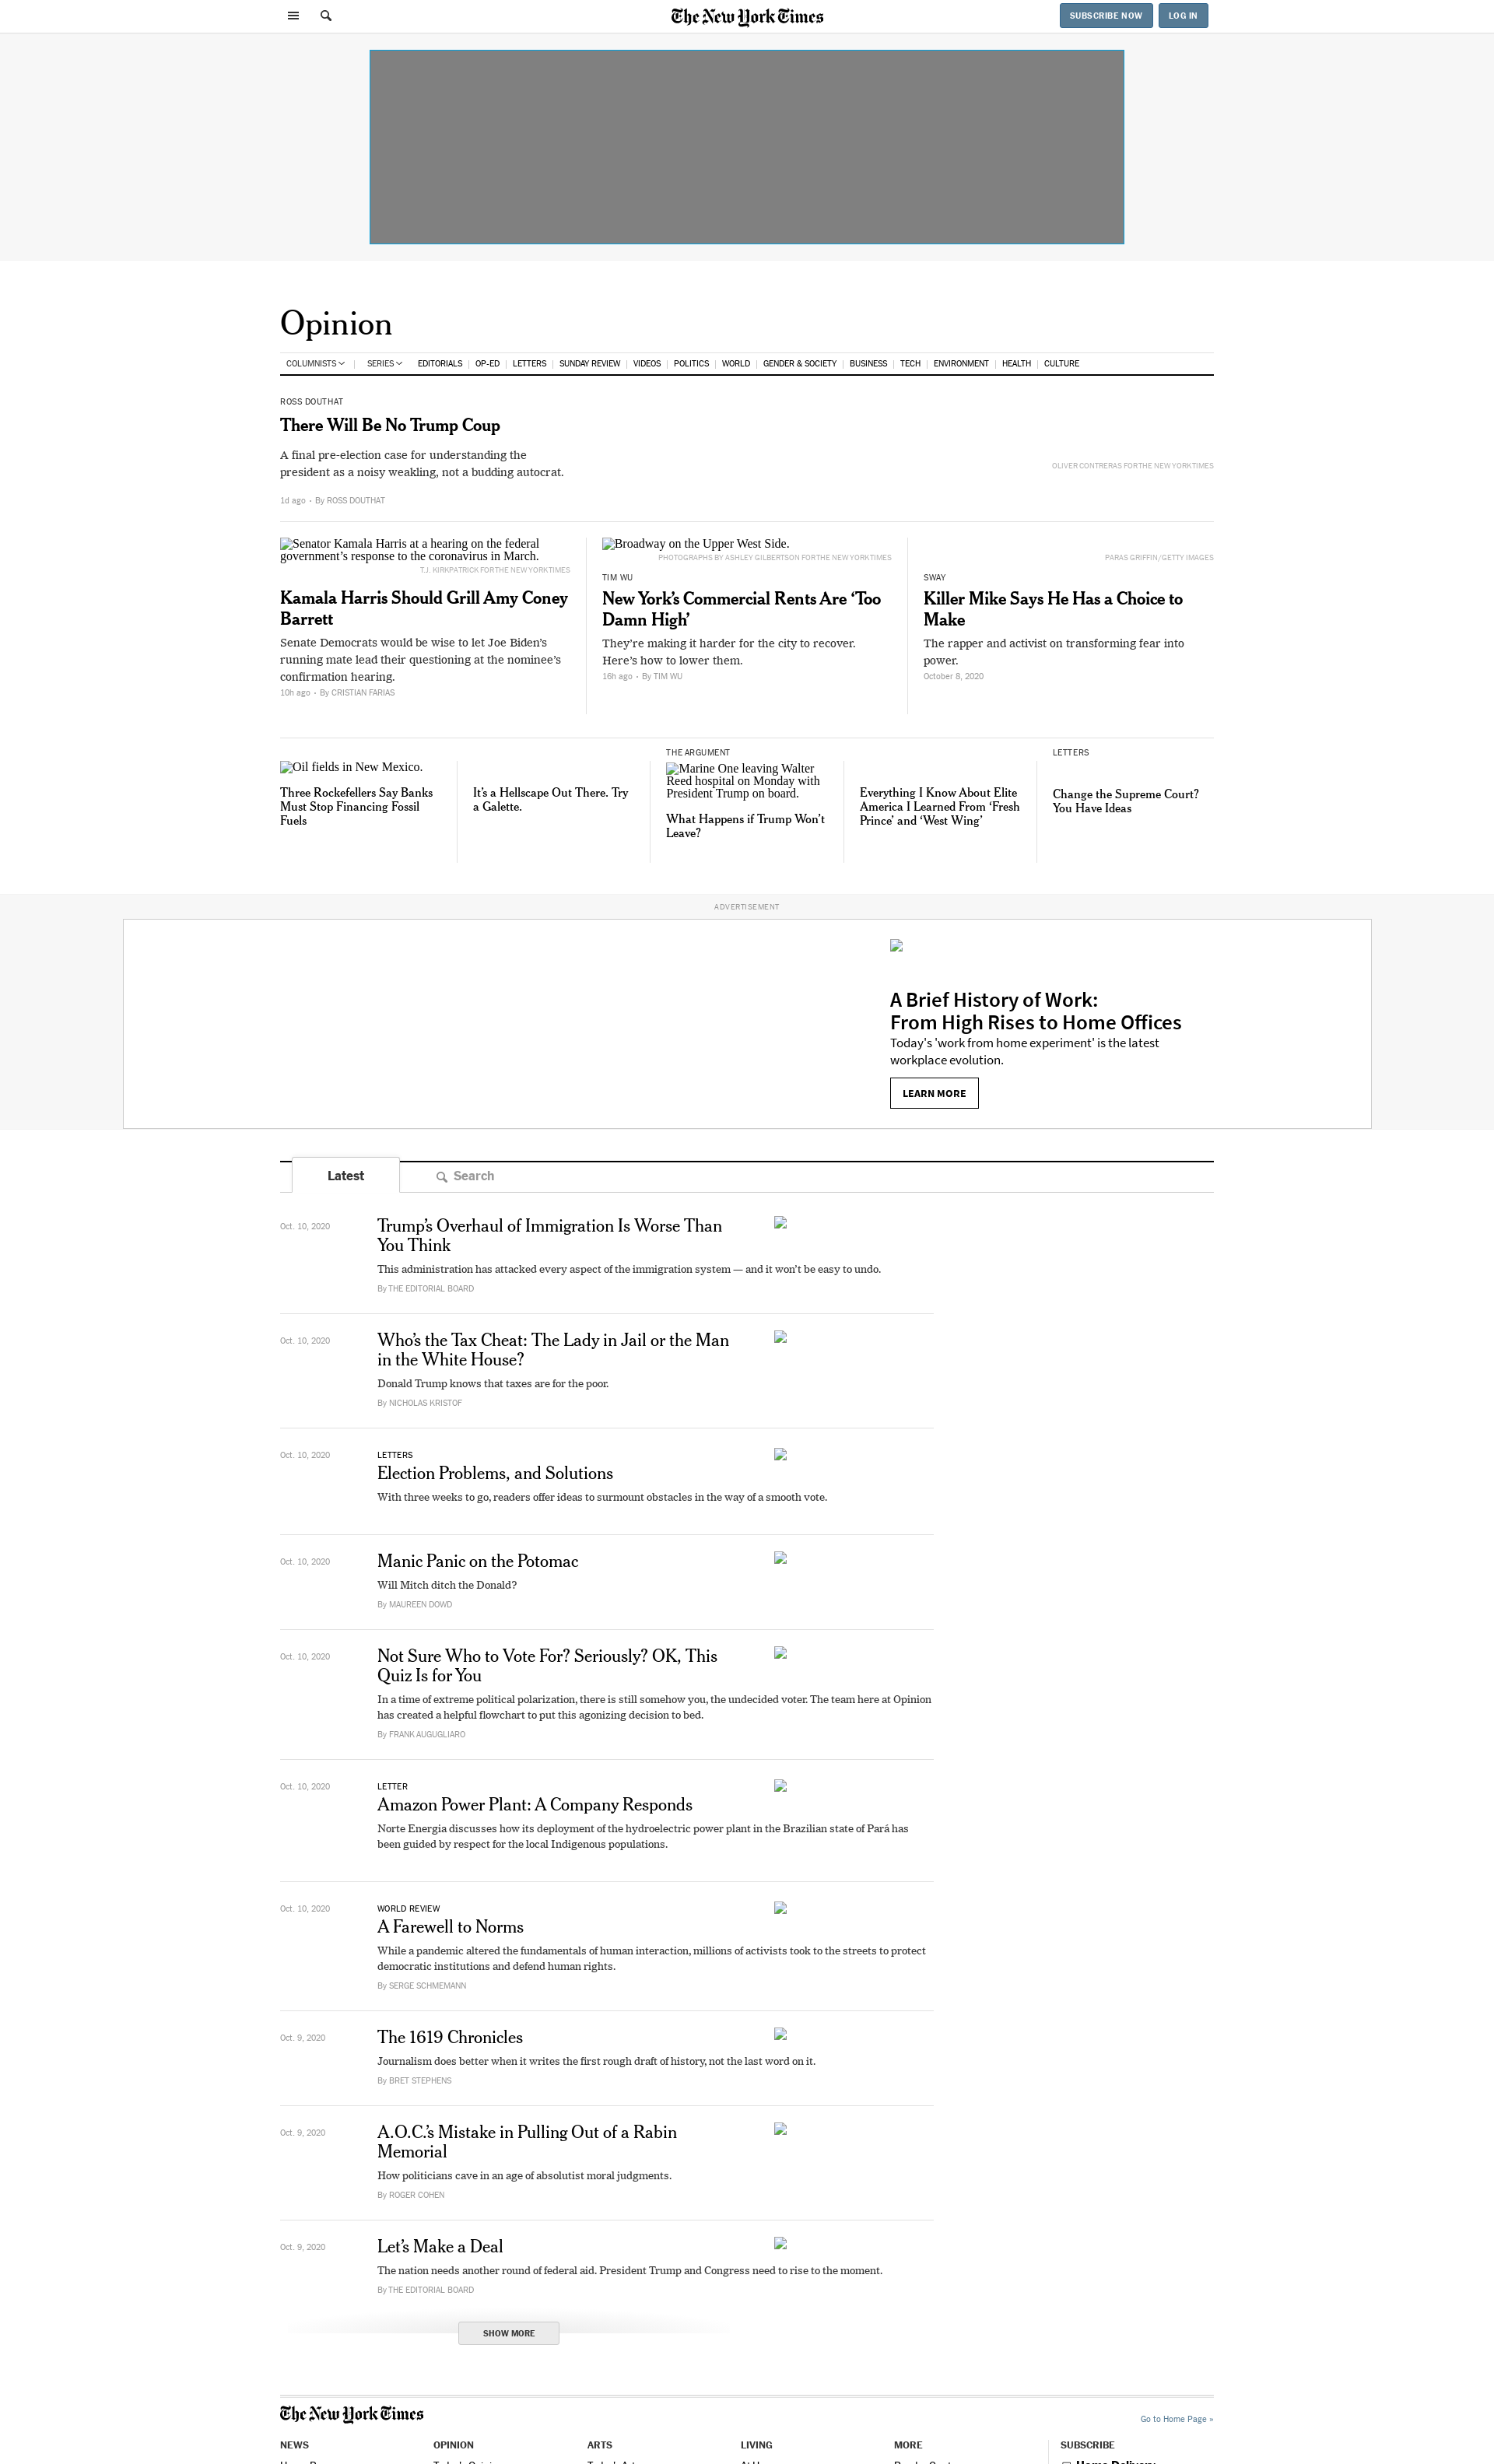 The New York Times
SUBSCRIBE NOW
LOG IN
Opinion
COLUMNISTS
SERIES
EDITORIALS
OP-ED
LETTERS
SUNDAY REVIEW
VIDEOS
POLITICS
WORLD
GENDER & SOCIETY
BUSINESS
TECH
ENVIRONMENT
HEALTH
CULTURE
ROSS DOUTHAT
There Will Be No Trump Coup
A final pre-election case for understanding the
president as a noisy weakling, not a budding autocrat.
1d ago • By ROSS DOUTHAT
OLIVER CONTRERAS FOR THE NEW YORK TIMES
Senator Kamala Harris at a hearing on the federal
government’s response to the coronavirus in March.
T.J. KIRKPATRICK FOR THE NEW YORK TIMES
Kamala Harris Should Grill Amy Coney
Barrett
Senate Democrats would be wise to let Joe Biden’s
running mate lead their questioning at the nominee’s
confirmation hearing.
10h ago • By CRISTIAN FARIAS
Broadway on the Upper West Side.
PHOTOGRAPHS BY ASHLEY GILBERTSON FOR THE NEW YORK TIMES
TIM WU
New York’s Commercial Rents Are ‘Too
Damn High’
They’re making it harder for the city to recover.
Here’s how to lower them.
16h ago • By TIM WU
PARAS GRIFFIN/GETTY IMAGES
SWAY
Killer Mike Says He Has a Choice to
Make
The rapper and activist on transforming fear into
power.
October 8, 2020
Oil fields in New Mexico.
Three Rockefellers Say Banks
Must Stop Financing Fossil
Fuels
It’s a Hellscape Out There. Try
a Galette.
THE ARGUMENT
Marine One leaving Walter
Reed hospital on Monday with
President Trump on board.
What Happens if Trump Won’t
Leave?
Everything I Know About Elite
America I Learned From ‘Fresh
Prince’ and ‘West Wing’
LETTERS
Change the Supreme Court?
You Have Ideas
ADVERTISEMENT
A Brief History of Work:
From High Rises to Home Offices
Today's 'work from home experiment' is the latest
workplace evolution.
LEARN MORE
Latest
Search
Oct. 10, 2020
Trump’s Overhaul of Immigration Is Worse Than
You Think
This administration has attacked every aspect of the immigration system — and it won’t be easy to undo.
By THE EDITORIAL BOARD
Oct. 10, 2020
Who’s the Tax Cheat: The Lady in Jail or the Man
in the White House?
Donald Trump knows that taxes are for the poor.
By NICHOLAS KRISTOF
Oct. 10, 2020
LETTERS
Election Problems, and Solutions
With three weeks to go, readers offer ideas to surmount obstacles in the way of a smooth vote.
Oct. 10, 2020
Manic Panic on the Potomac
Will Mitch ditch the Donald?
By MAUREEN DOWD
Oct. 10, 2020
Not Sure Who to Vote For? Seriously? OK, This
Quiz Is for You
In a time of extreme political polarization, there is still somehow you, the undecided voter. The team here at Opinion
has created a helpful flowchart to put this agonizing decision to bed.
By FRANK AUGUGLIARO
Oct. 10, 2020
LETTER
Amazon Power Plant: A Company Responds
Norte Energia discusses how its deployment of the hydroelectric power plant in the Brazilian state of Pará has
been guided by respect for the local Indigenous populations.
Oct. 10, 2020
WORLD REVIEW
A Farewell to Norms
While a pandemic altered the fundamentals of human interaction, millions of activists took to the streets to protect
democratic institutions and defend human rights.
By SERGE SCHMEMANN
Oct. 9, 2020
The 1619 Chronicles
Journalism does better when it writes the first rough draft of history, not the last word on it.
By BRET STEPHENS
Oct. 9, 2020
A.O.C.’s Mistake in Pulling Out of a Rabin
Memorial
How politicians cave in an age of absolutist moral judgments.
By ROGER COHEN
Oct. 9, 2020
Let’s Make a Deal
The nation needs another round of federal aid. President Trump and Congress need to rise to the moment.
By THE EDITORIAL BOARD
SHOW MORE
The New York Times
Go to Home Page »
NEWS
OPINION
ARTS
LIVING
MORE
SUBSCRIBE